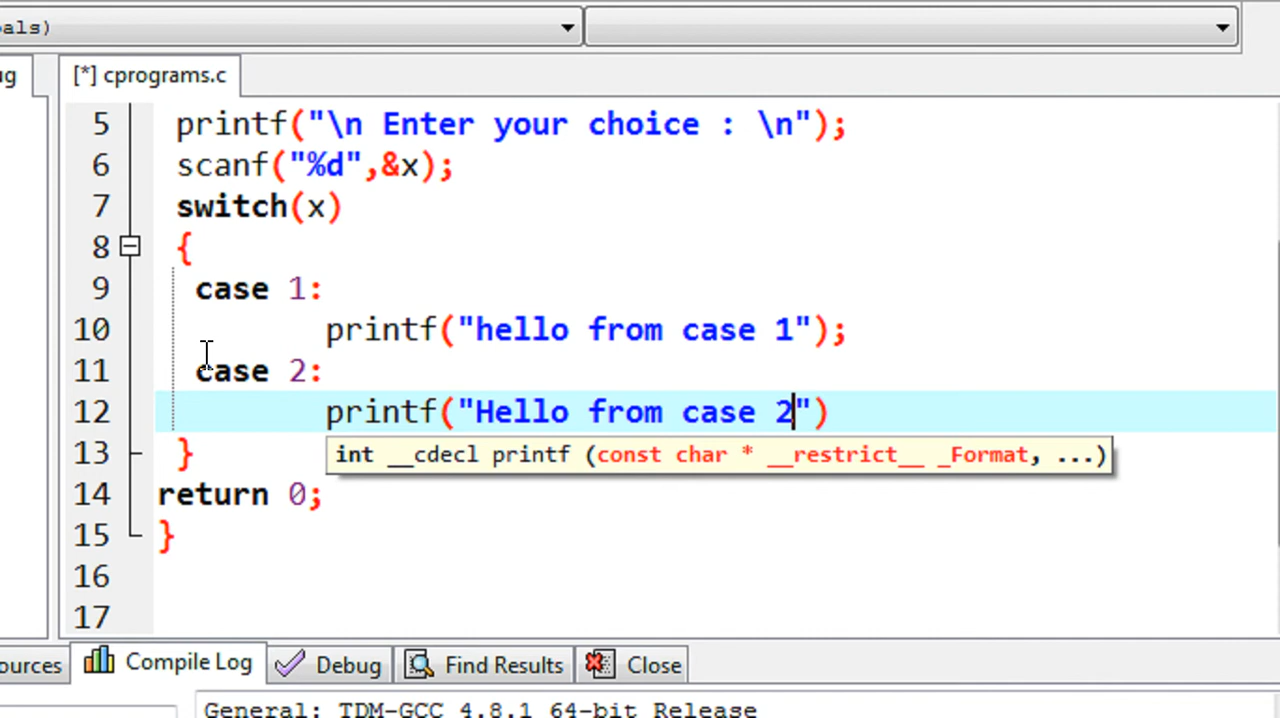 als)
ug
[*] cprograms.c
5 printf("\n Enter your choice : \n");
6 scanf("%d",&x);
7 switch(x)
8 {
9 case 1:
10 printf("hello from case 1");
11 case 2:
12 printf("Hello from case 2")
int __cdecl printf (const char * __restrict__ _Format, ...)
13 }
14 return 0;
15 }
16
17
ources
Compile Log
Debug
Find Results
Close
General: TDM-GCC 4.8.1 64-bit Release